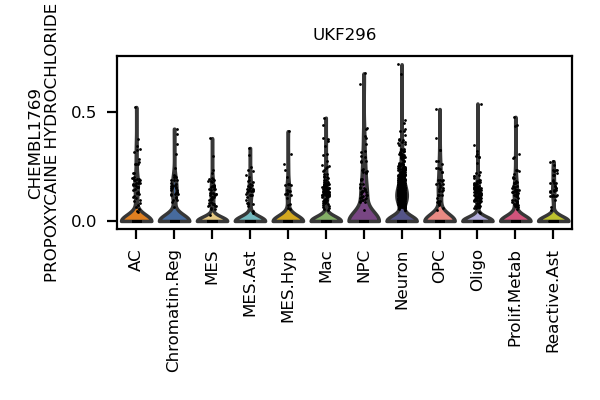 UKF296
CHEMBL1769
PROPOXYCAINE HYDROCHLORIDE
0.5
0.0
AC
Chromatin.Reg
MES
MES.Ast
MES.Hyp
Mac
NPC
Neuron
OPC
Oligo
Prolif.Metab
Reactive.Ast